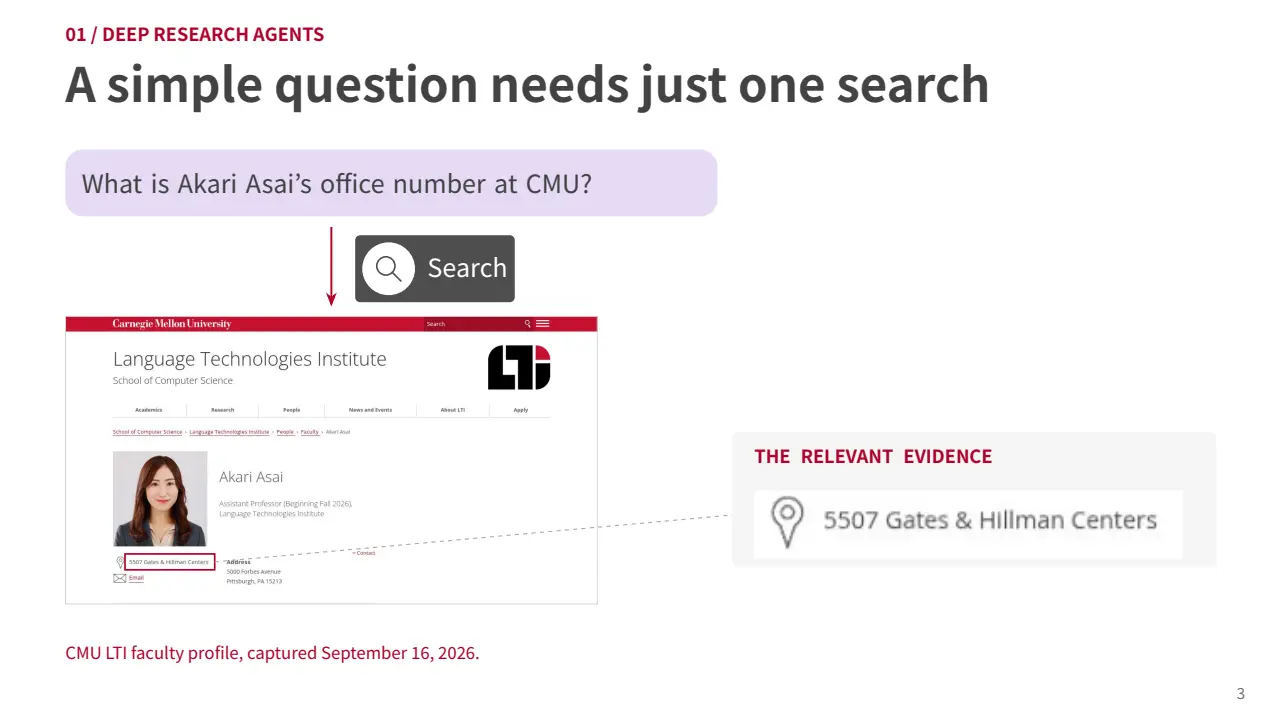 01 / DEEP RESEARCH AGENTS
A simple question needs just one search
What is Akari Asai’s office number at CMU?
Search
Carnegie Mellon University
Search
Language Technologies Institute
School of Computer Science
LTI
Academics Research People News and Events About LTI Apply
School of Computer Science › Language Technologies Institute › People › Faculty › Akari Asai
Akari Asai
Assistant Professor (Beginning Fall 2026),
Language Technologies Institute
5507 Gates & Hillman Centers
Email
Address
5000 Forbes Avenue
Pittsburgh, PA 15213
Contact
THE RELEVANT EVIDENCE
5507 Gates & Hillman Centers
CMU LTI faculty profile, captured September 16, 2026.
3